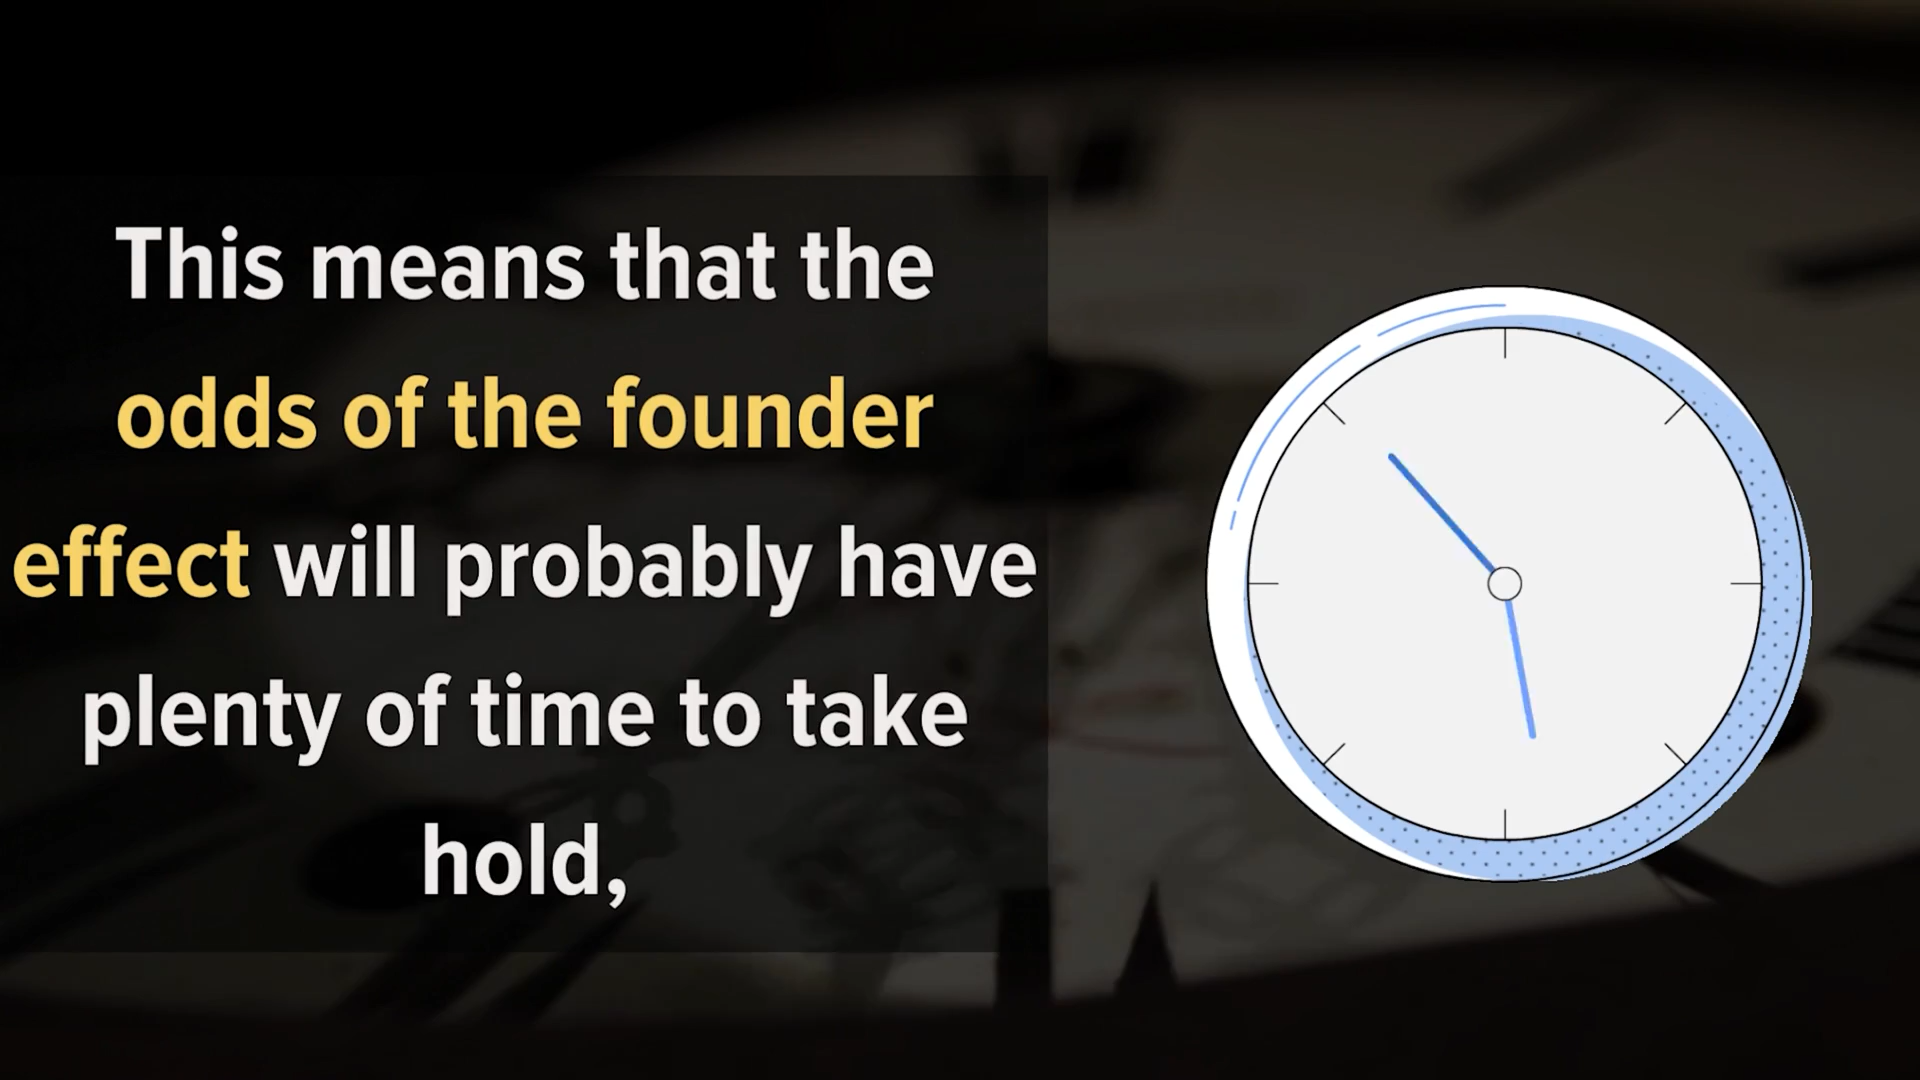 This means that the
odds of the founder
effect will probably have
plenty of time to take
hold,